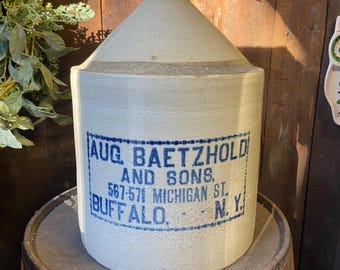 AUG. BAETZHOLD
AND SONS,
567-571 MICHIGAN ST.
BUFFALO, N.Y.